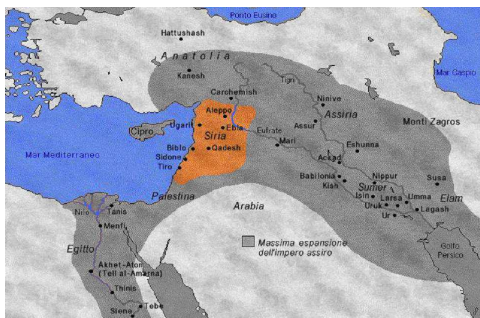 Ponto Eusino
Hattushash
Anatolia
Kanesh
Mar Caspio
Carchemish
Tigri
Ninive
Aleppo
Assiria
Monti Zagros
Ugarit
Ebla
Assur
Cipro
Siria
Eufrate
Mari
Eshunna
Biblo
Qadesh
Mar Mediterraneo
Sidone
Tiro
Accad
Nippur
Susa
Babilonia
Sumer
Elam
Kish
Isin
Larsa
Umma
Palestina
Uruk
Lagash
Ur
Arabia
Nilo
Tanis
Menfi
Egitto
Massima espansione
dell'impero assiro
Golfo
Persico
Akhet-Aton
(Tell al-Amarna)
Thinis
Tebe
Siene